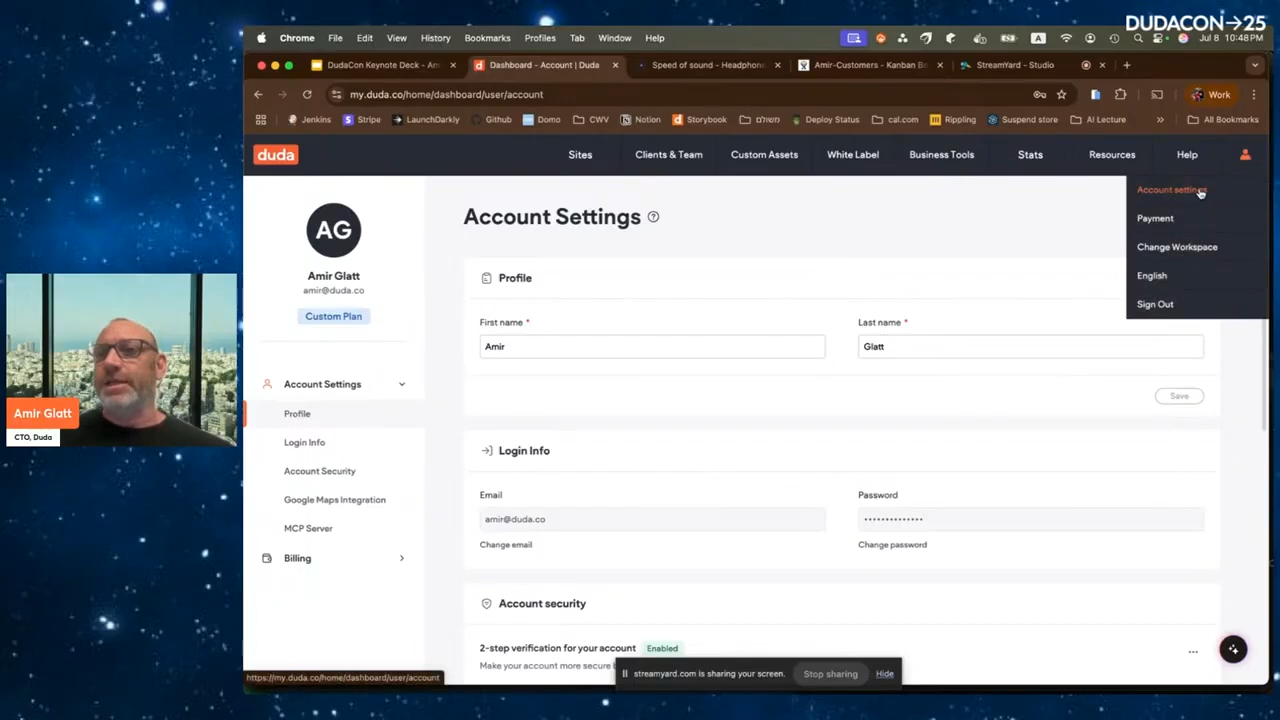 DUDACON→25
Chrome File Edit View History Bookmarks Profiles Tab Window Help
A
Jul 8 10:48 PM
DudaCon Keynote Deck - Am
Dashboard - Account | Duda
Speed of sound - Headphon
Amir-Customers - Kanban Bo
StreamYard - Studio
my.duda.co/home/dashboard/user/account
Work
Jenkins
Stripe
LaunchDarkly
Github
Domo
CWV
Notion
Storybook
משולם
Deploy Status
cal.com
Rippling
Suspend store
AI Lecture
All Bookmarks
duda
Sites
Clients & Team
Custom Assets
White Label
Business Tools
Stats
Resources
Help
Account settings
Payment
Change Workspace
English
Sign Out
AG
Amir Glatt
amir@duda.co
Custom Plan
Account Settings
Profile
Login Info
Account Security
Google Maps Integration
MCP Server
Billing
Account Settings
Profile
First name *
Last name *
Amir
Glatt
Save
Login Info
Email
Password
amir@duda.co
Change email
Change password
Account security
2-step verification for your account Enabled
Make your account more secure b
streamyard.com is sharing your screen.
Stop sharing
Hide
https://my.duda.co/home/dashboard/user/account
Amir Glatt
CTO, Duda